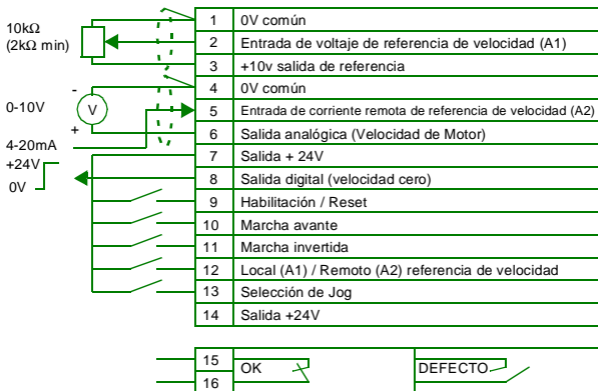 10kΩ
(2kΩ min)
0-10V
-
V
+
4-20mA
+24V
0V
1 0V común
2 Entrada de voltaje de referencia de velocidad (A1)
3 +10v salida de referencia
4 0V común
5 Entrada de corriente remota de referencia de velocidad (A2)
6 Salida analógica (Velocidad de Motor)
7 Salida + 24V
8 Salida digital (velocidad cero)
9 Habilitación / Reset
10 Marcha avante
11 Marcha invertida
12 Local (A1) / Remoto (A2) referencia de velocidad
13 Selección de Jog
14 Salida +24V
15
16
OK
DEFECTO